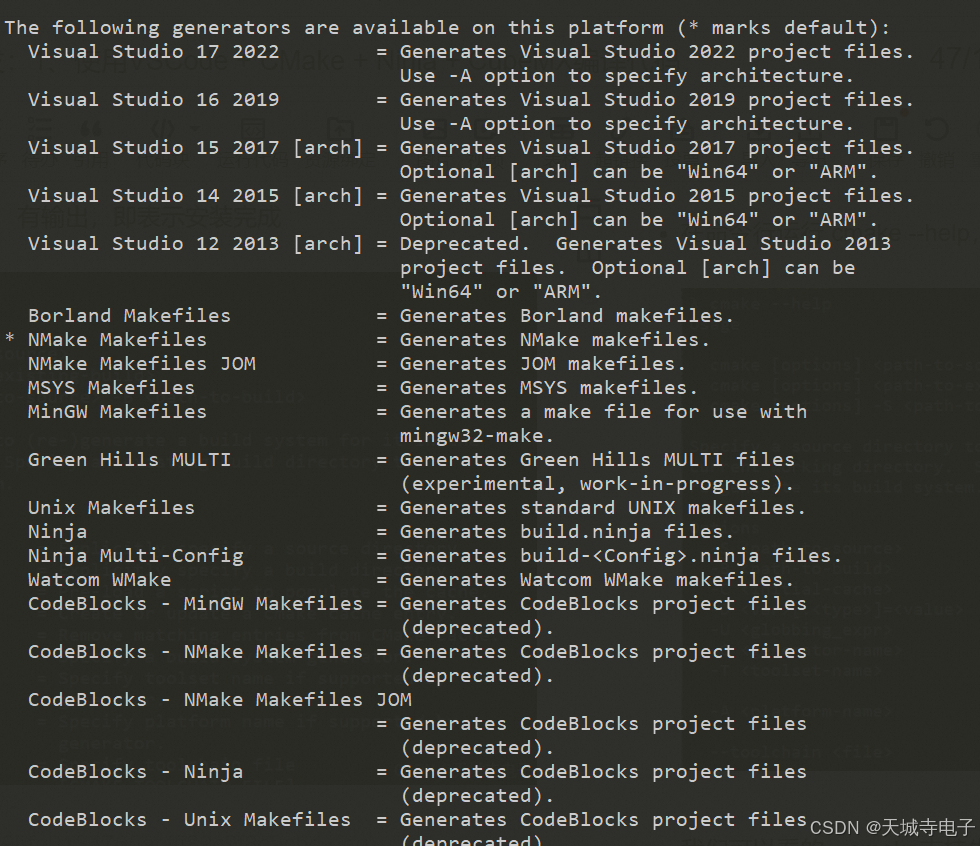 The following generators are available on this platform (* marks default):
  Visual Studio 17 2022        = Generates Visual Studio 2022 project files.
                                 Use -A option to specify architecture.
  Visual Studio 16 2019        = Generates Visual Studio 2019 project files.
                                 Use -A option to specify architecture.
  Visual Studio 15 2017 [arch] = Generates Visual Studio 2017 project files.
                                 Optional [arch] can be "Win64" or "ARM".
  Visual Studio 14 2015 [arch] = Generates Visual Studio 2015 project files.
                                 Optional [arch] can be "Win64" or "ARM".
  Visual Studio 12 2013 [arch] = Deprecated.  Generates Visual Studio 2013
                                 project files.  Optional [arch] can be
                                 "Win64" or "ARM".
  Borland Makefiles            = Generates Borland makefiles.
* NMake Makefiles              = Generates NMake makefiles.
  NMake Makefiles JOM          = Generates JOM makefiles.
  MSYS Makefiles               = Generates MSYS makefiles.
  MinGW Makefiles              = Generates a make file for use with
                                 mingw32-make.
  Green Hills MULTI            = Generates Green Hills MULTI files
                                 (experimental, work-in-progress).
  Unix Makefiles               = Generates standard UNIX makefiles.
  Ninja                        = Generates build.ninja files.
  Ninja Multi-Config           = Generates build-<Config>.ninja files.
  Watcom WMake                 = Generates Watcom WMake makefiles.
  CodeBlocks - MinGW Makefiles = Generates CodeBlocks project files
                                 (deprecated).
  CodeBlocks - NMake Makefiles = Generates CodeBlocks project files
                                 (deprecated).
  CodeBlocks - NMake Makefiles JOM
                               = Generates CodeBlocks project files
                                 (deprecated).
  CodeBlocks - Ninja           = Generates CodeBlocks project files
                                 (deprecated).
  CodeBlocks - Unix Makefiles  = Generates CodeBlocks project files
                                 (deprecated).
CSDN @天城寺电子